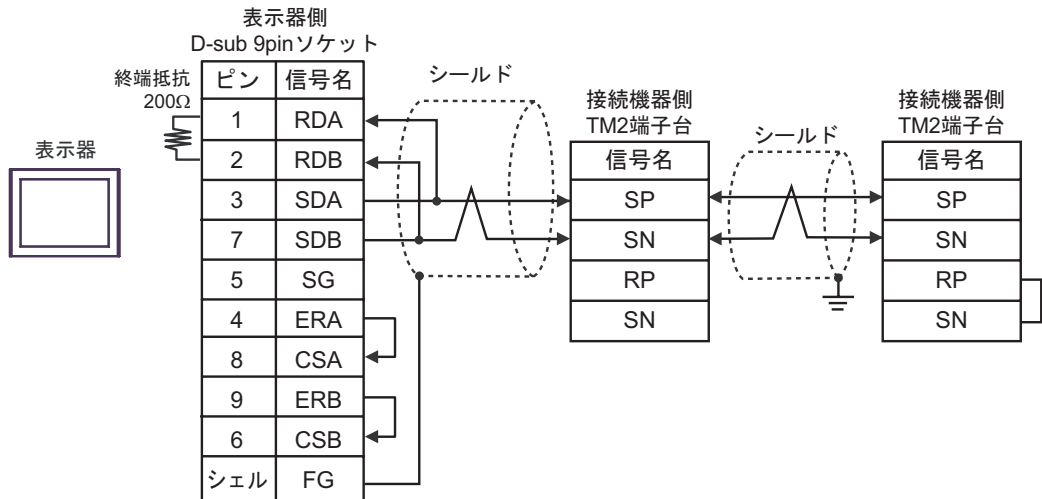 表示器側
D-sub 9pinソケット
終端抵抗
200Ω
表示器
ピン 信号名
1 RDA
2 RDB
3 SDA
7 SDB
5 SG
4 ERA
8 CSA
9 ERB
6 CSB
シェル FG
シールド
接続機器側
TM2端子台
信号名
SP
SN
RP
SN
シールド
接続機器側
TM2端子台
信号名
SP
SN
RP
SN